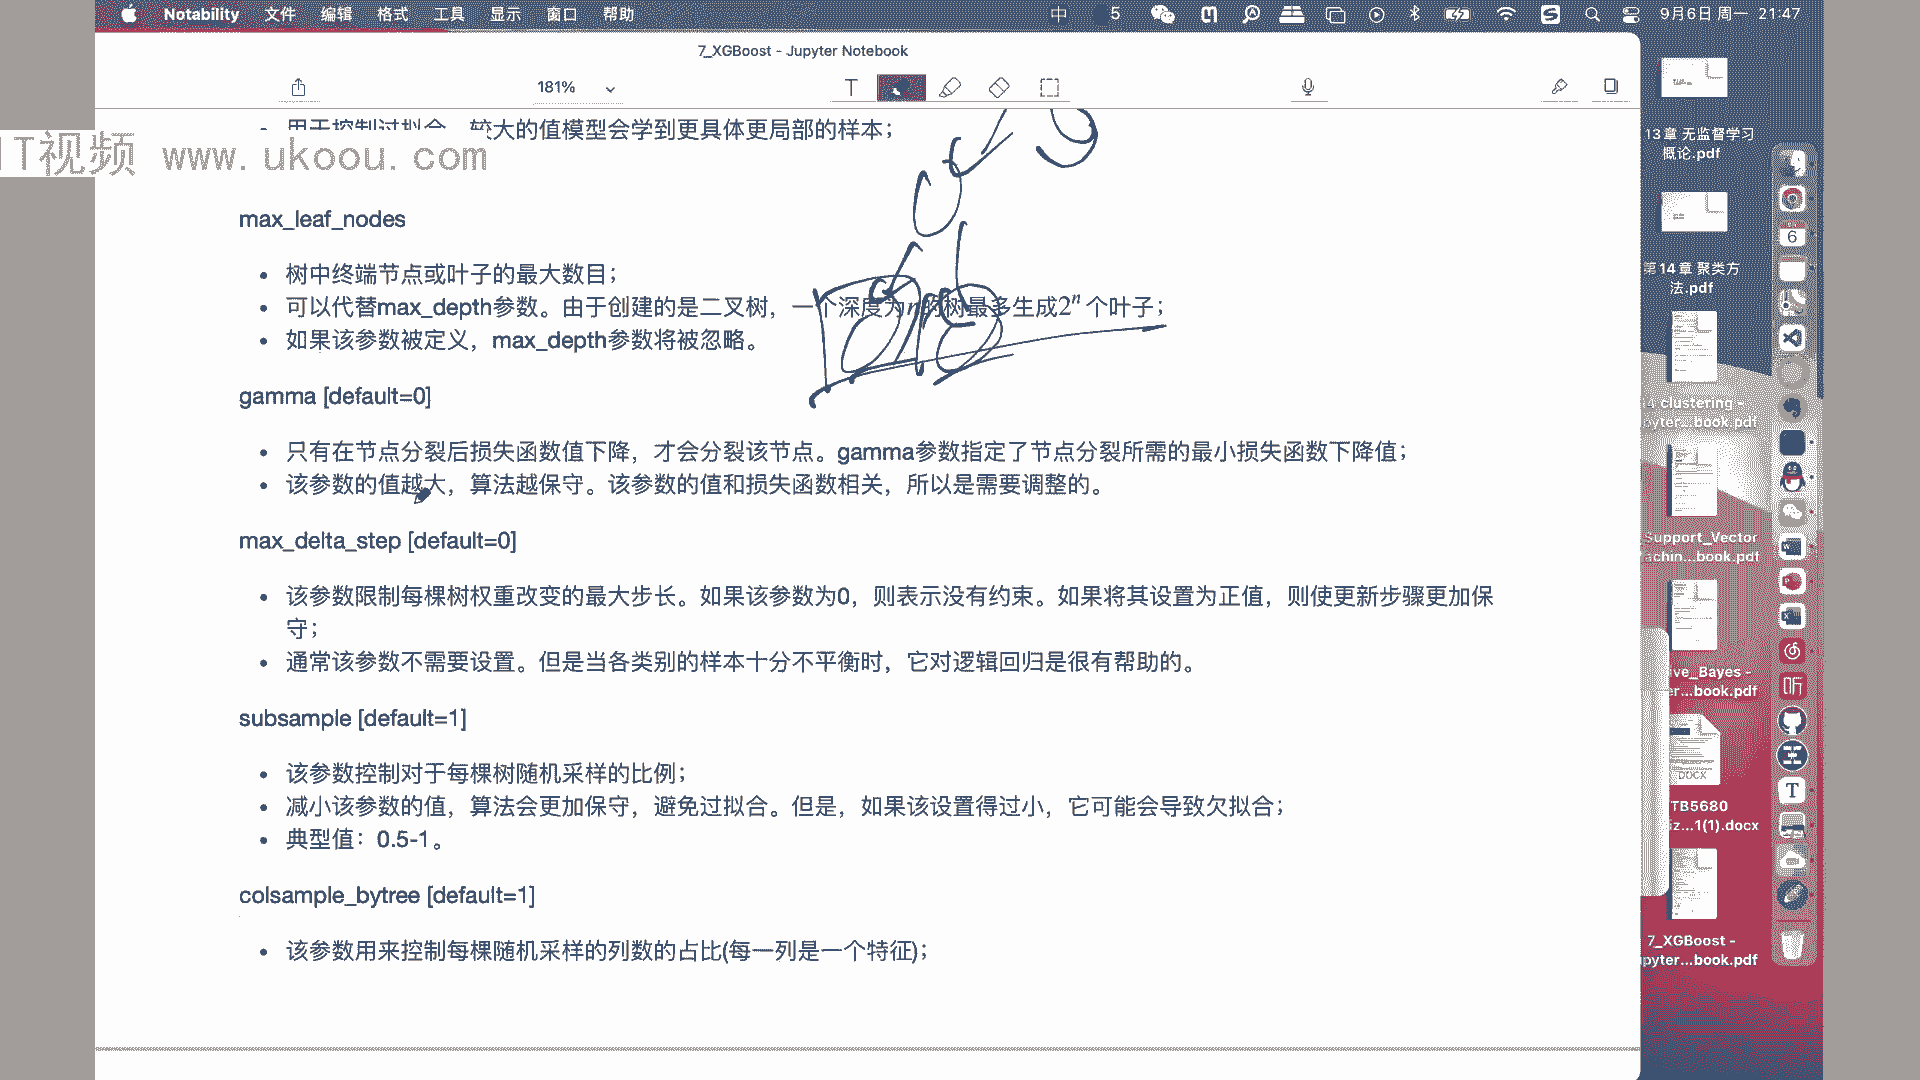 Notability 文件 编辑 格式 工具 显示 窗口 帮助 中 5 9月6日 周一 21:47
7_XGBoost - Jupyter Notebook
181%
T
较大的值模型会学到更具体更局部的样本；
IT视频 www.ukoou.com
max_leaf_nodes
树中终端节点或叶子的最大数目；
可以代替max_depth参数。由于创建的是二叉树，一个深度为n的树最多生成2^n 个叶子；
如果该参数被定义，max_depth参数将被忽略。
gamma [default=0]
只有在节点分裂后损失函数值下降，才会分裂该节点。gamma参数指定了节点分裂所需的最小损失函数下降值；
该参数的值越大，算法越保守。该参数的值和损失函数相关，所以是需要调整的。
max_delta_step [default=0]
该参数限制每棵树权重改变的最大步长。如果该参数为0，则表示没有约束。如果将其设置为正值，则使更新步骤更加保
守；
通常该参数不需要设置。但是当各类别的样本十分不平衡时，它对逻辑回归是很有帮助的。
subsample [default=1]
该参数控制对于每棵树随机采样的比例；
减小该参数的值，算法会更加保守，避免过拟合。但是，如果该设置得过小，它可能会导致欠拟合；
典型值：0.5-1。
colsample_bytree [default=1]
该参数用来控制每棵随机采样的列数的占比(每一列是一个特征)；
13章 无监督学习
概论.pdf
第14章 聚类方
法.pdf
clustering -
book.pdf
Support_Vector
achin...book.pdf
ive_Bayes -
er...book.pdf
DOCX
TB5680
1(1).docx
7_XGBoost -
pyter...book.pdf
6
听
T